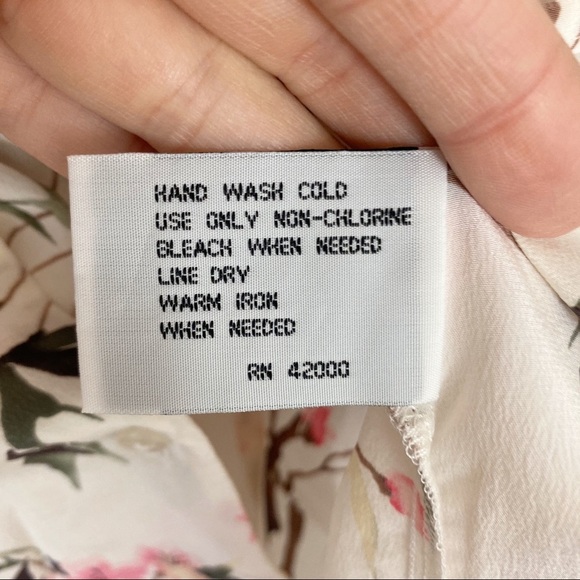 HAND WASH COLD
USE ONLY NON-CHLORINE
BLEACH WHEN NEEDED
LINE DRY
WARM IRON
WHEN NEEDED
RN 42000